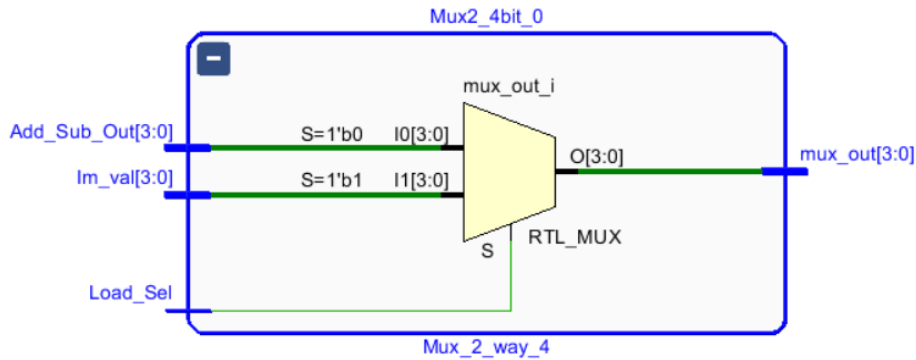 Mux2_4bit_0
mux_out_i
Add_Sub_Out[3:0]
S=1'b0
I0[3:0]
O[3:0]
mux_out[3:0]
Im_val[3:0]
S=1'b1
I1[3:0]
S
RTL_MUX
Load_Sel
Mux_2_way_4